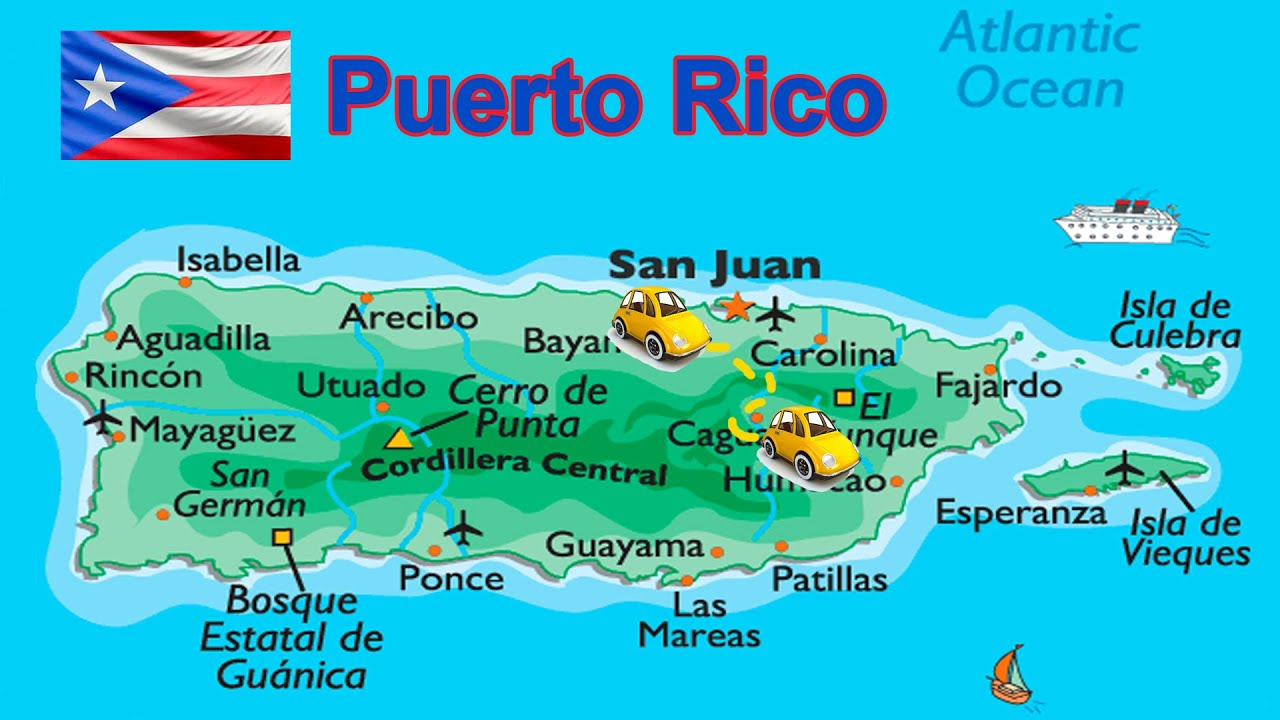 Puerto Rico
Atlantic
Ocean
Isabella
San Juan
Isla de
Culebra
Arecibo
Aguadilla
Carolina
Rincón
Utuado
Cerro de
Punta
Fajardo
El
Mayagüez
Cordillera Central
San
Germán
Esperanza
Isla de
Vieques
Guayama
Ponce
Patillas
Bosque
Estatal de
Guánica
Las
Mareas